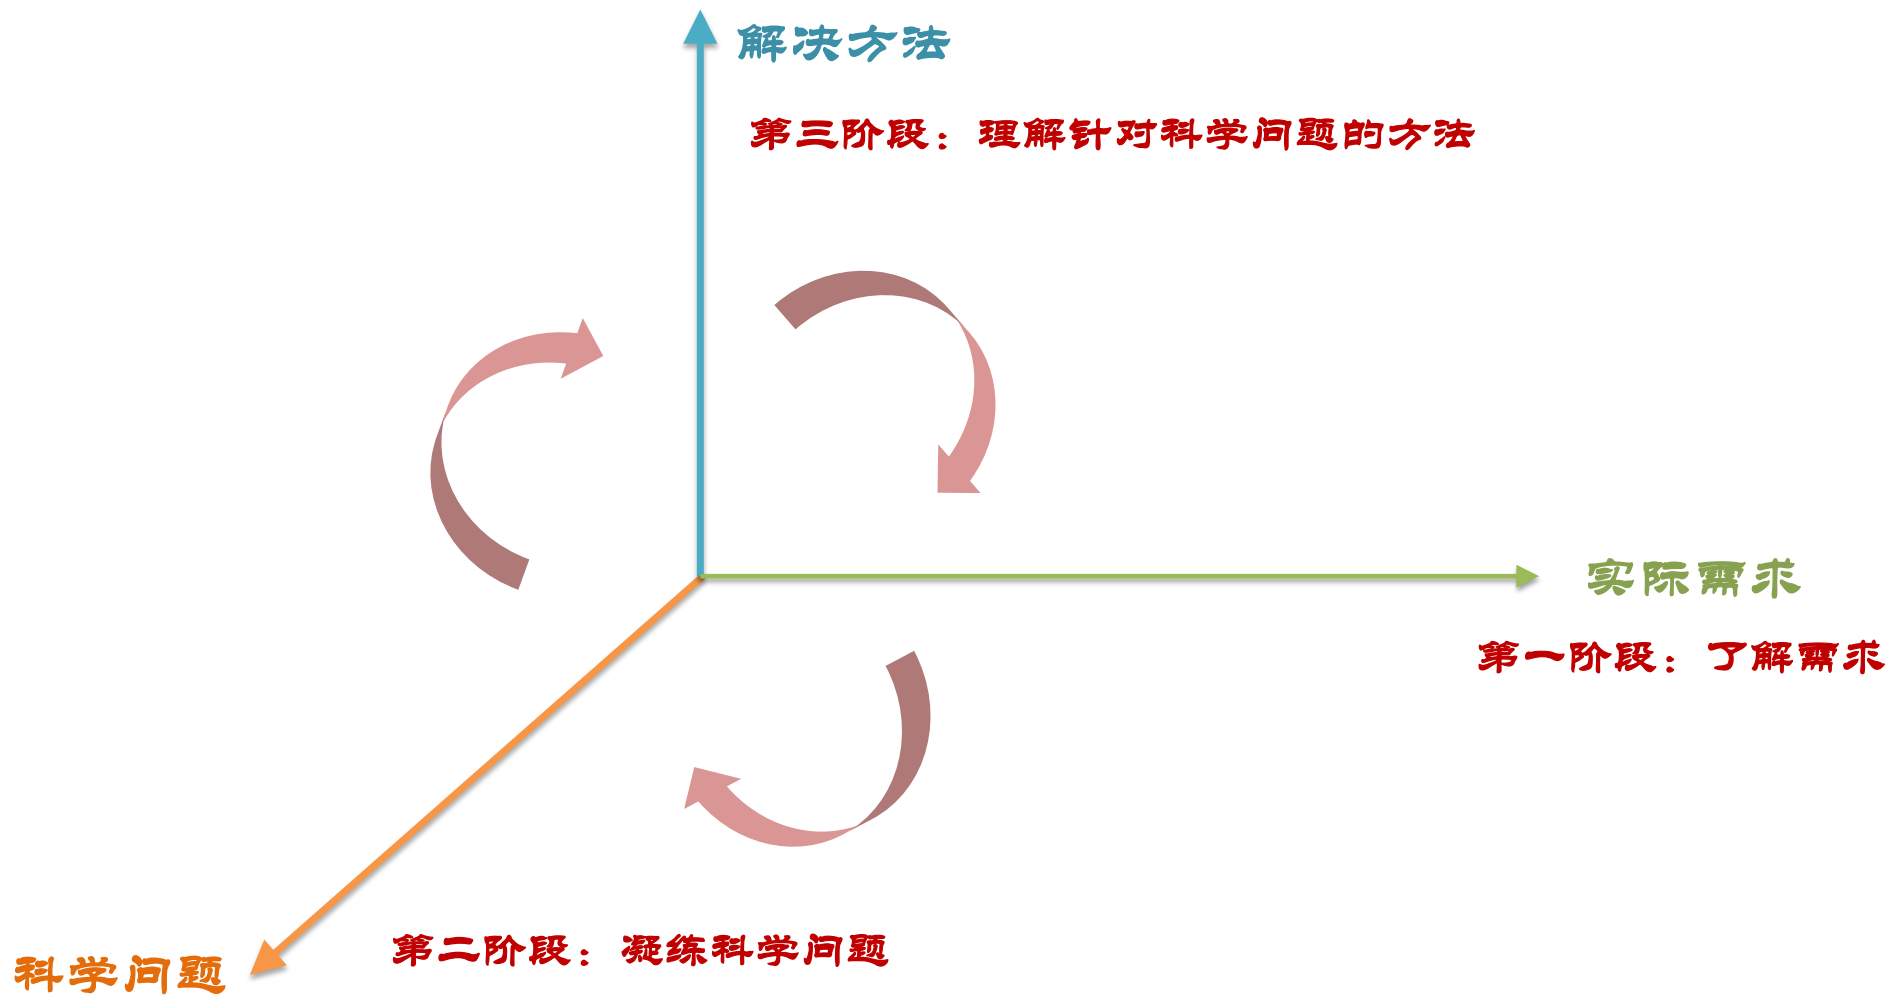 解决方法
第三阶段：理解针对科学问题的方法
实际需求
第一阶段：了解需求
第二阶段：凝练科学问题
科学问题